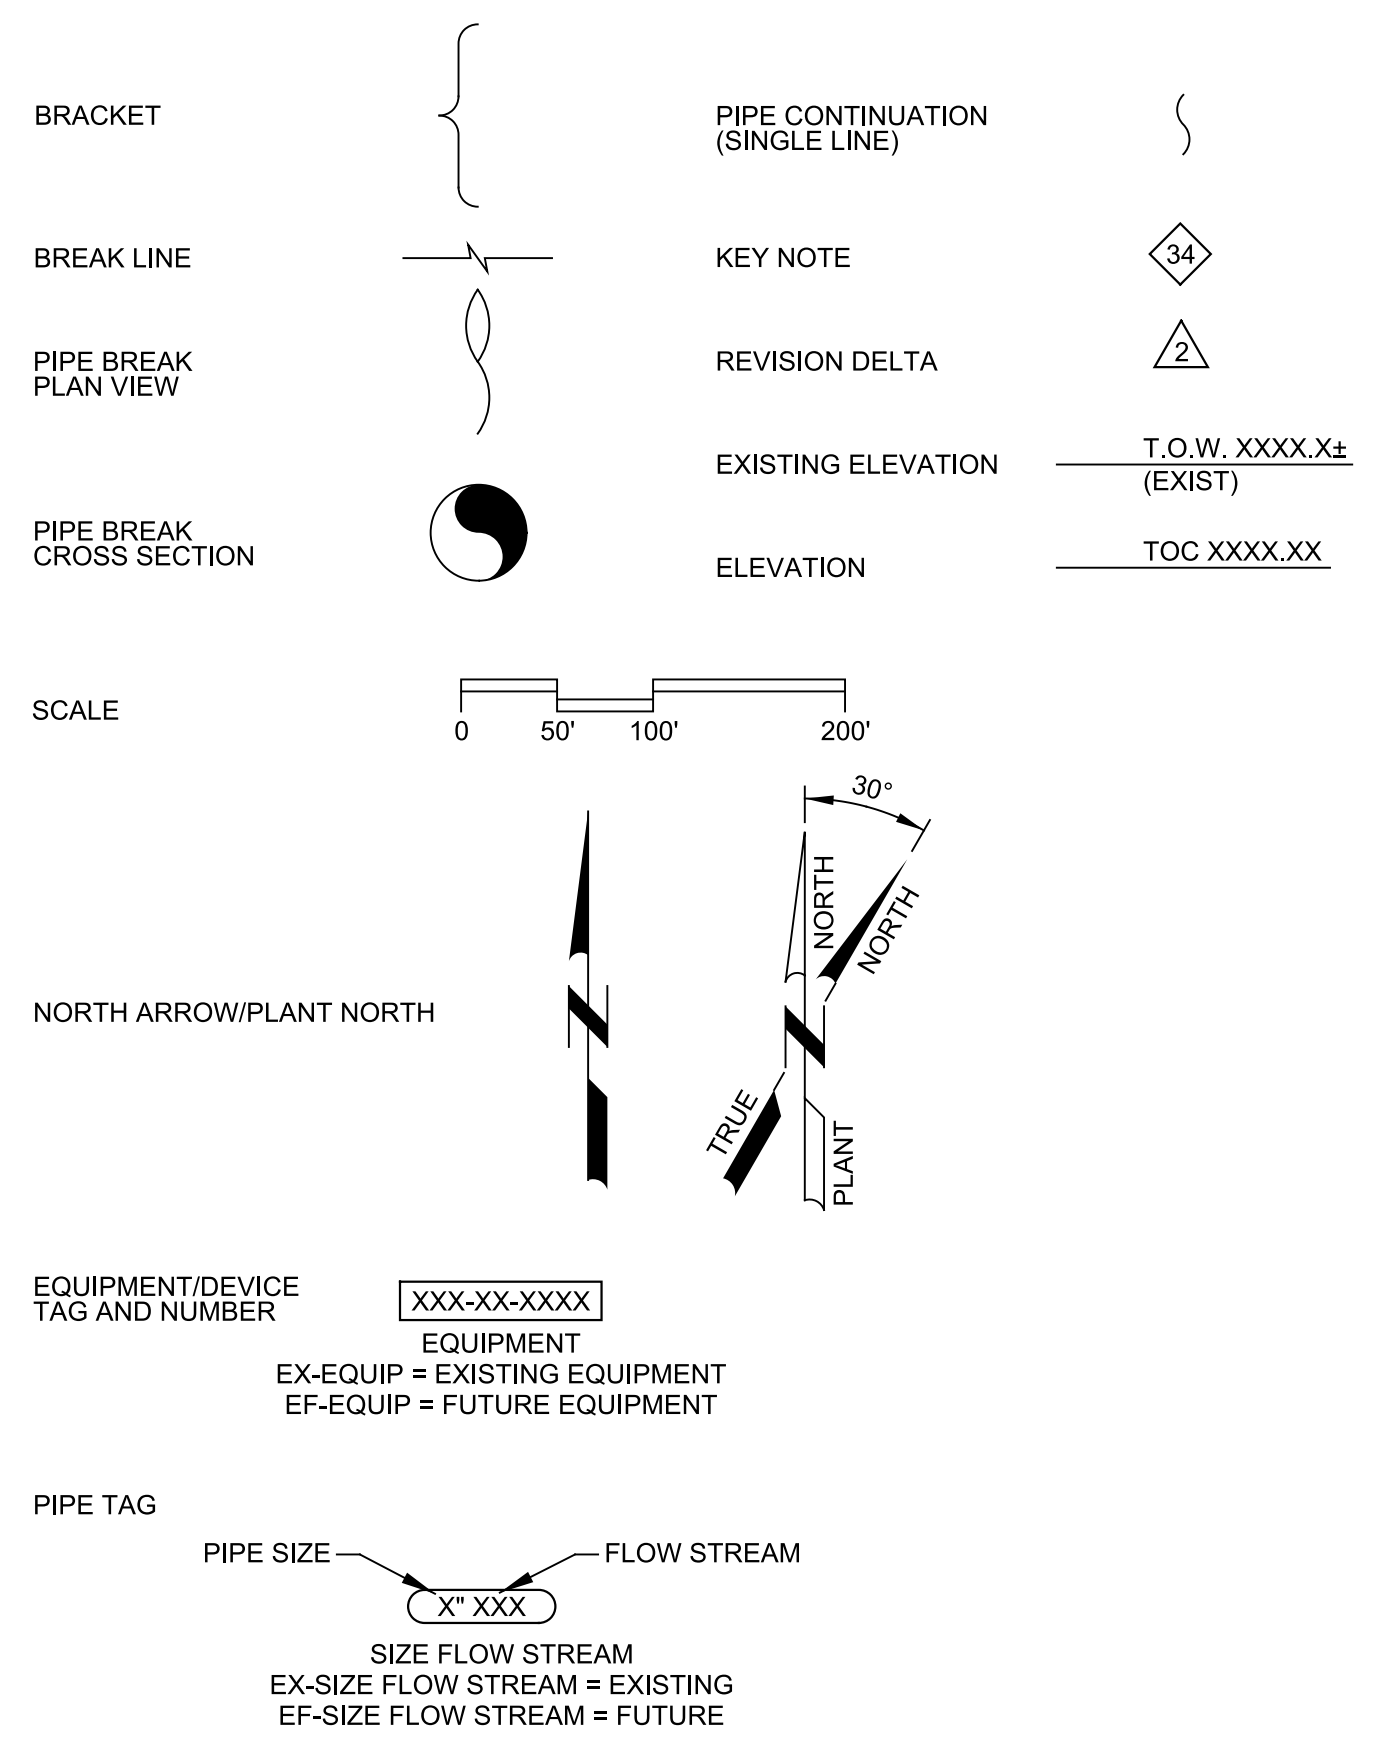 BRACKET
PIPE CONTINUATION
(SINGLE LINE)
BREAK LINE
KEY NOTE
34
PIPE BREAK
PLAN VIEW
REVISION DELTA
2
EXISTING ELEVATION
T.O.W. XXXX.X±
(EXIST)
PIPE BREAK
CROSS SECTION
ELEVATION
TOC XXXX.XX
SCALE
0 50' 100' 200'
NORTH ARROW/PLANT NORTH
30°
NORTH
NORTH
TRUE
PLANT
EQUIPMENT/DEVICE
TAG AND NUMBER
XXX-XX-XXXX
EQUIPMENT
EX-EQUIP = EXISTING EQUIPMENT
EF-EQUIP = FUTURE EQUIPMENT
PIPE TAG
PIPE SIZE
FLOW STREAM
X" XXX
SIZE FLOW STREAM
EX-SIZE FLOW STREAM = EXISTING
EF-SIZE FLOW STREAM = FUTURE